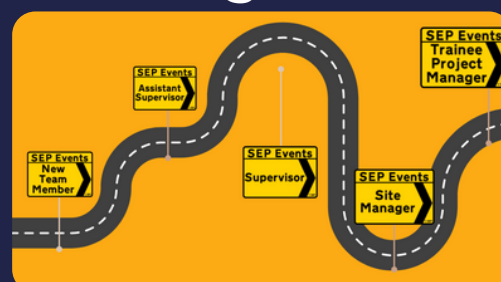 SEP Events
New
Team
Member
SEP Events
Assistant
Supervisor
SEP Events
Supervisor
SEP Events
Site
Manager
SEP Events
Trainee
Project
Manager